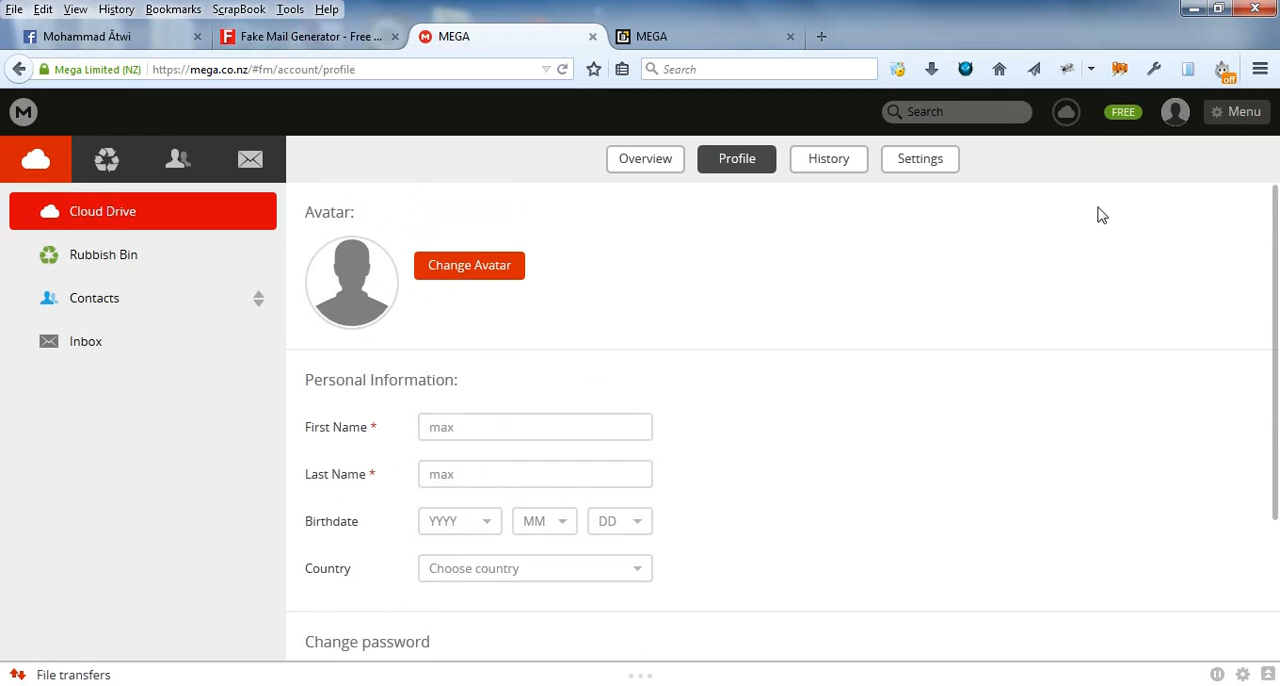 File Edit View History Bookmarks ScrapBook Tools Help
Mohammad Âtwi × Fake Mail Generator - Free ... × MEGA × MEGA × +
Mega Limited (NZ) https://mega.co.nz/#fm/account/profile Search off
M Search FREE Menu
Overview Profile History Settings
Cloud Drive
Rubbish Bin
Contacts
Inbox
Avatar:
Change Avatar
Personal Information:
First Name * max
Last Name * max
Birthdate YYYY MM DD
Country Choose country
Change password
File transfers